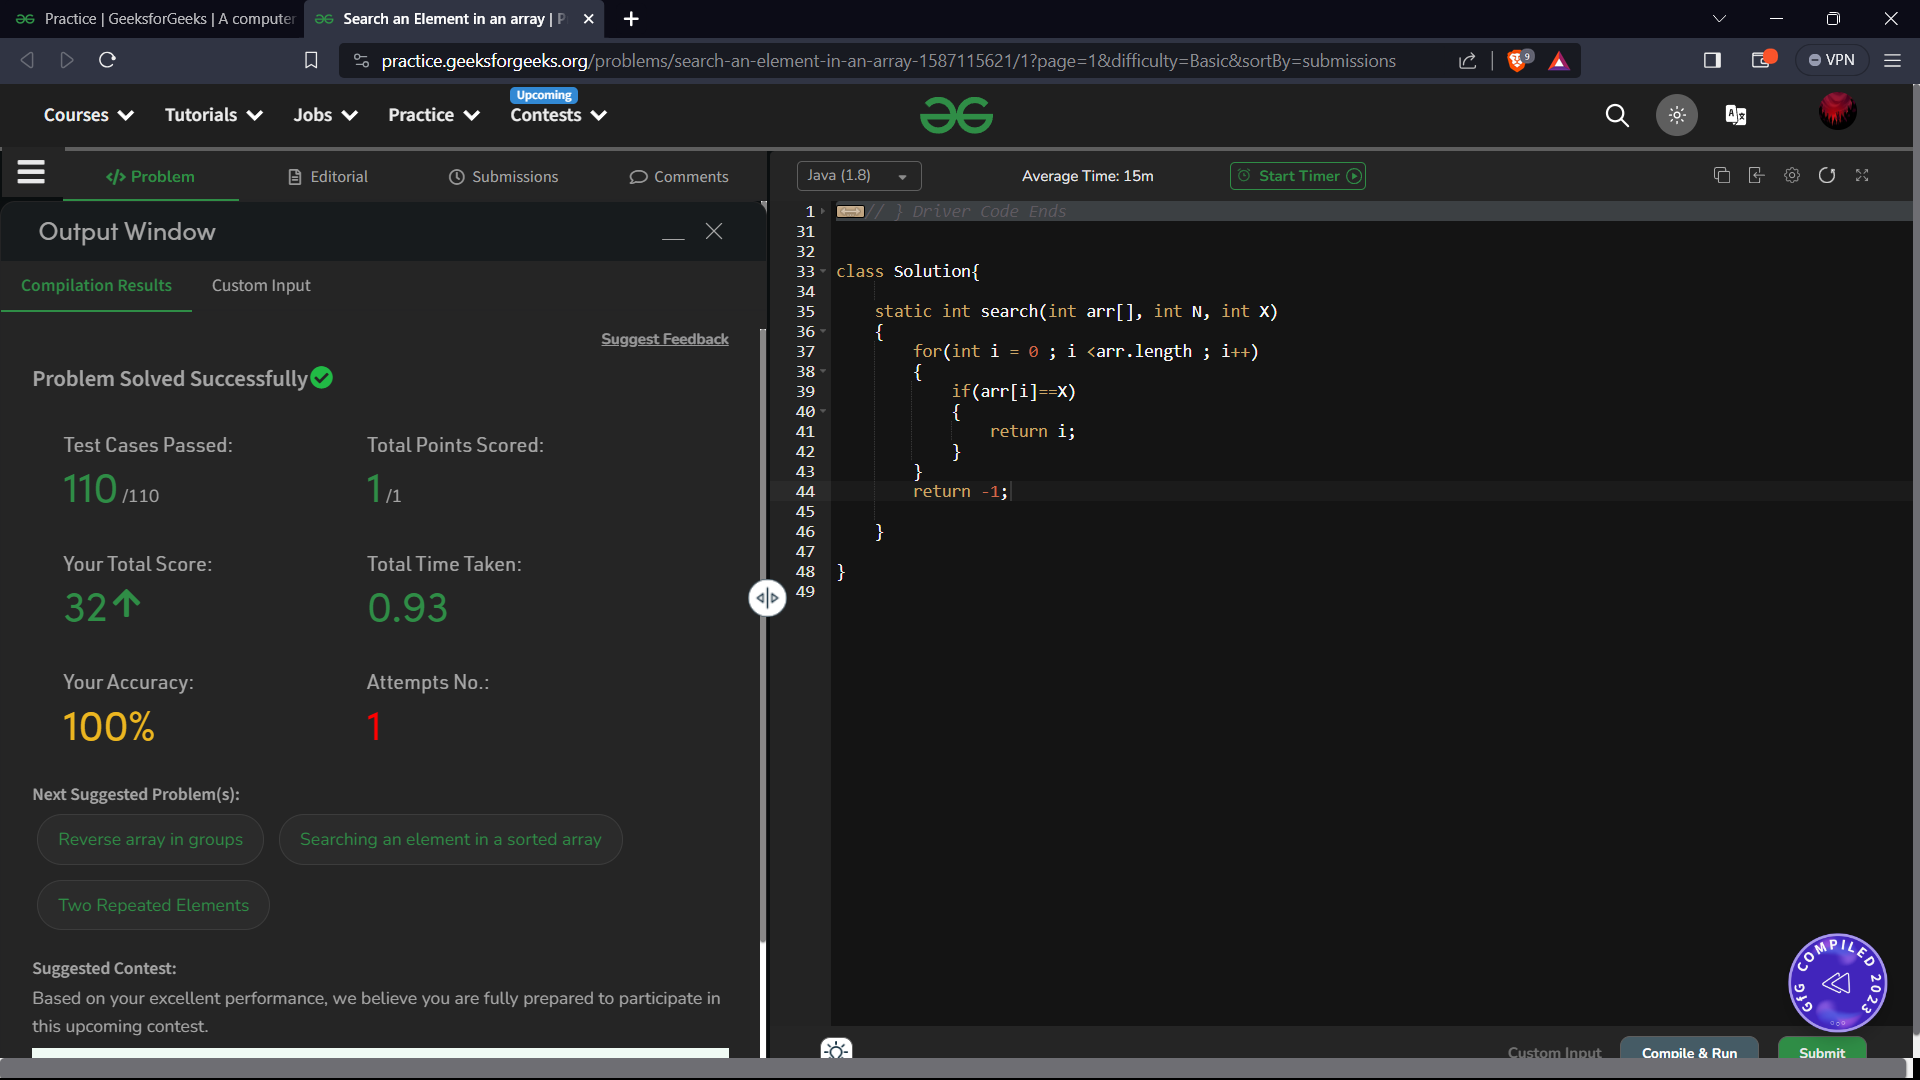 Practice | GeeksforGeeks | A computer
Search an Element in an array | P
practice.geeksforgeeks.org/problems/search-an-element-in-an-array-1587115621/1?page=1&difficulty=Basic&sortBy=submissions
9
VPN
Courses
Tutorials
Jobs
Practice
Upcoming
Contests
</> Problem
Editorial
Submissions
Comments
Output Window
Compilation Results
Custom Input
Suggest Feedback
Problem Solved Successfully
Test Cases Passed:
Total Points Scored:
110 /110
1 /1
Your Total Score:
Total Time Taken:
32
0.93
Your Accuracy:
Attempts No.:
100%
1
Next Suggested Problem(s):
Reverse array in groups
Searching an element in a sorted array
Two Repeated Elements
Suggested Contest:
Based on your excellent performance, we believe you are fully prepared to participate in
this upcoming contest.
Java (1.8)
Average Time: 15m
Start Timer
1 // } Driver Code Ends
31
32
33 class Solution{
34
35 static int search(int arr[], int N, int X)
36 {
37 for(int i = 0 ; i <arr.length ; i++)
38 {
39 if(arr[i]==X)
40 {
41 return i;
42 }
43 }
44 return -1;
45
46 }
47
48 }
49
GfG COMPILED 2023
Custom Input
Compile & Run
Submit